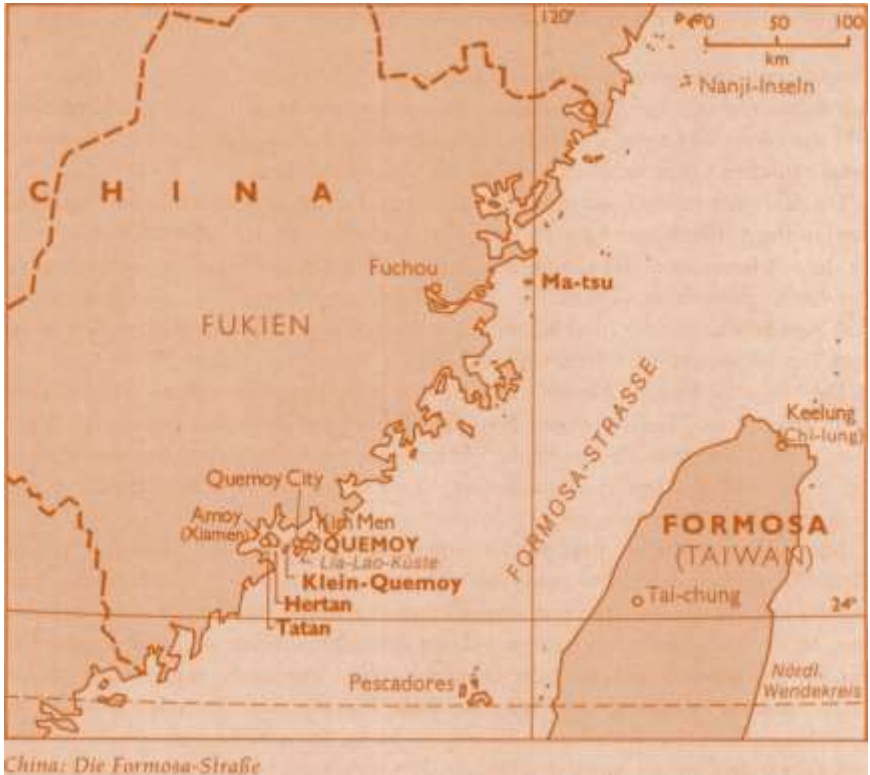 120°
0 50 100
km
Nanji-Inseln
CHINA
Fuchou
Ma-tsu
FUKIEN
FORMOSA-STRASSE
Keelung
(Chi-lung)
Quemoy City
Amoy
(Xiamen)
Kim Men
QUEMOY
Lia-Lao-Küste
Klein-Quemoy
Hertan
Tatan
FORMOSA
(TAIWAN)
Tai-chung
24°
Pescadores
Nördl.
Wendekreis
China: Die Formosa-Straße